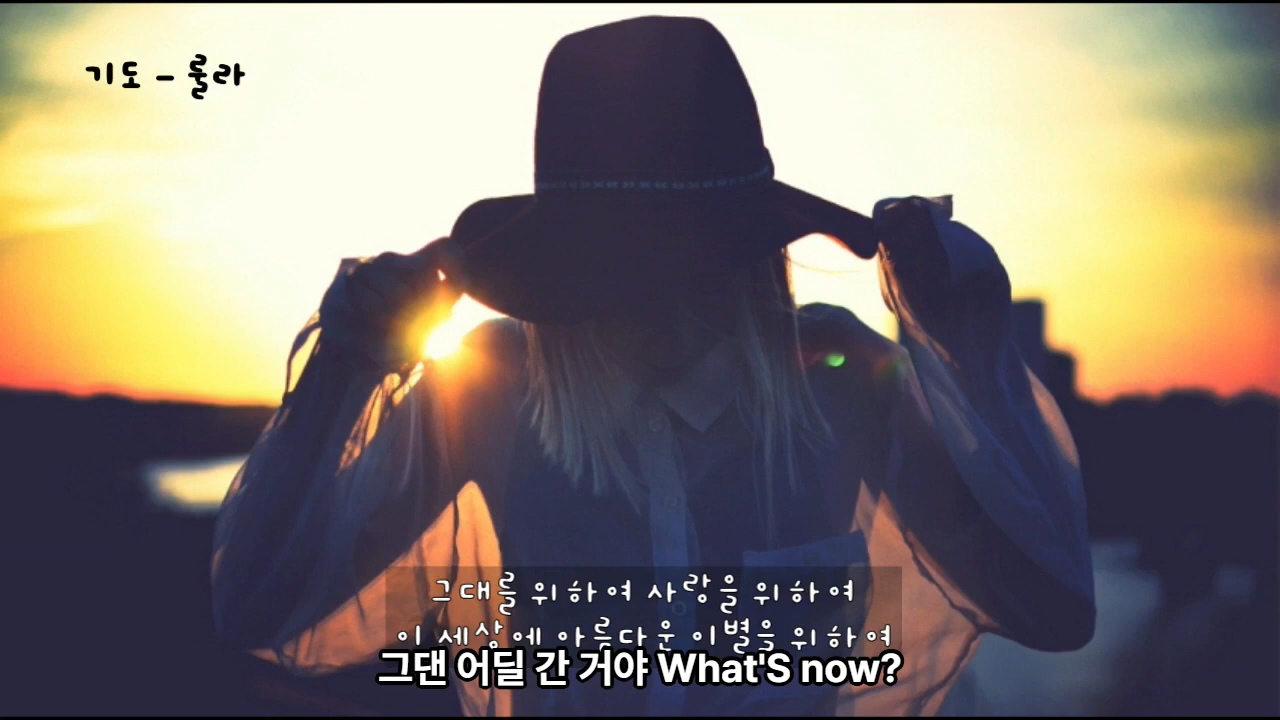 기도 - 룰라
그대를 위하여 사랑을 위하여
이 세상에 아름다운 이별을 위하여
그댄 어딜 간 거야 What'S now?